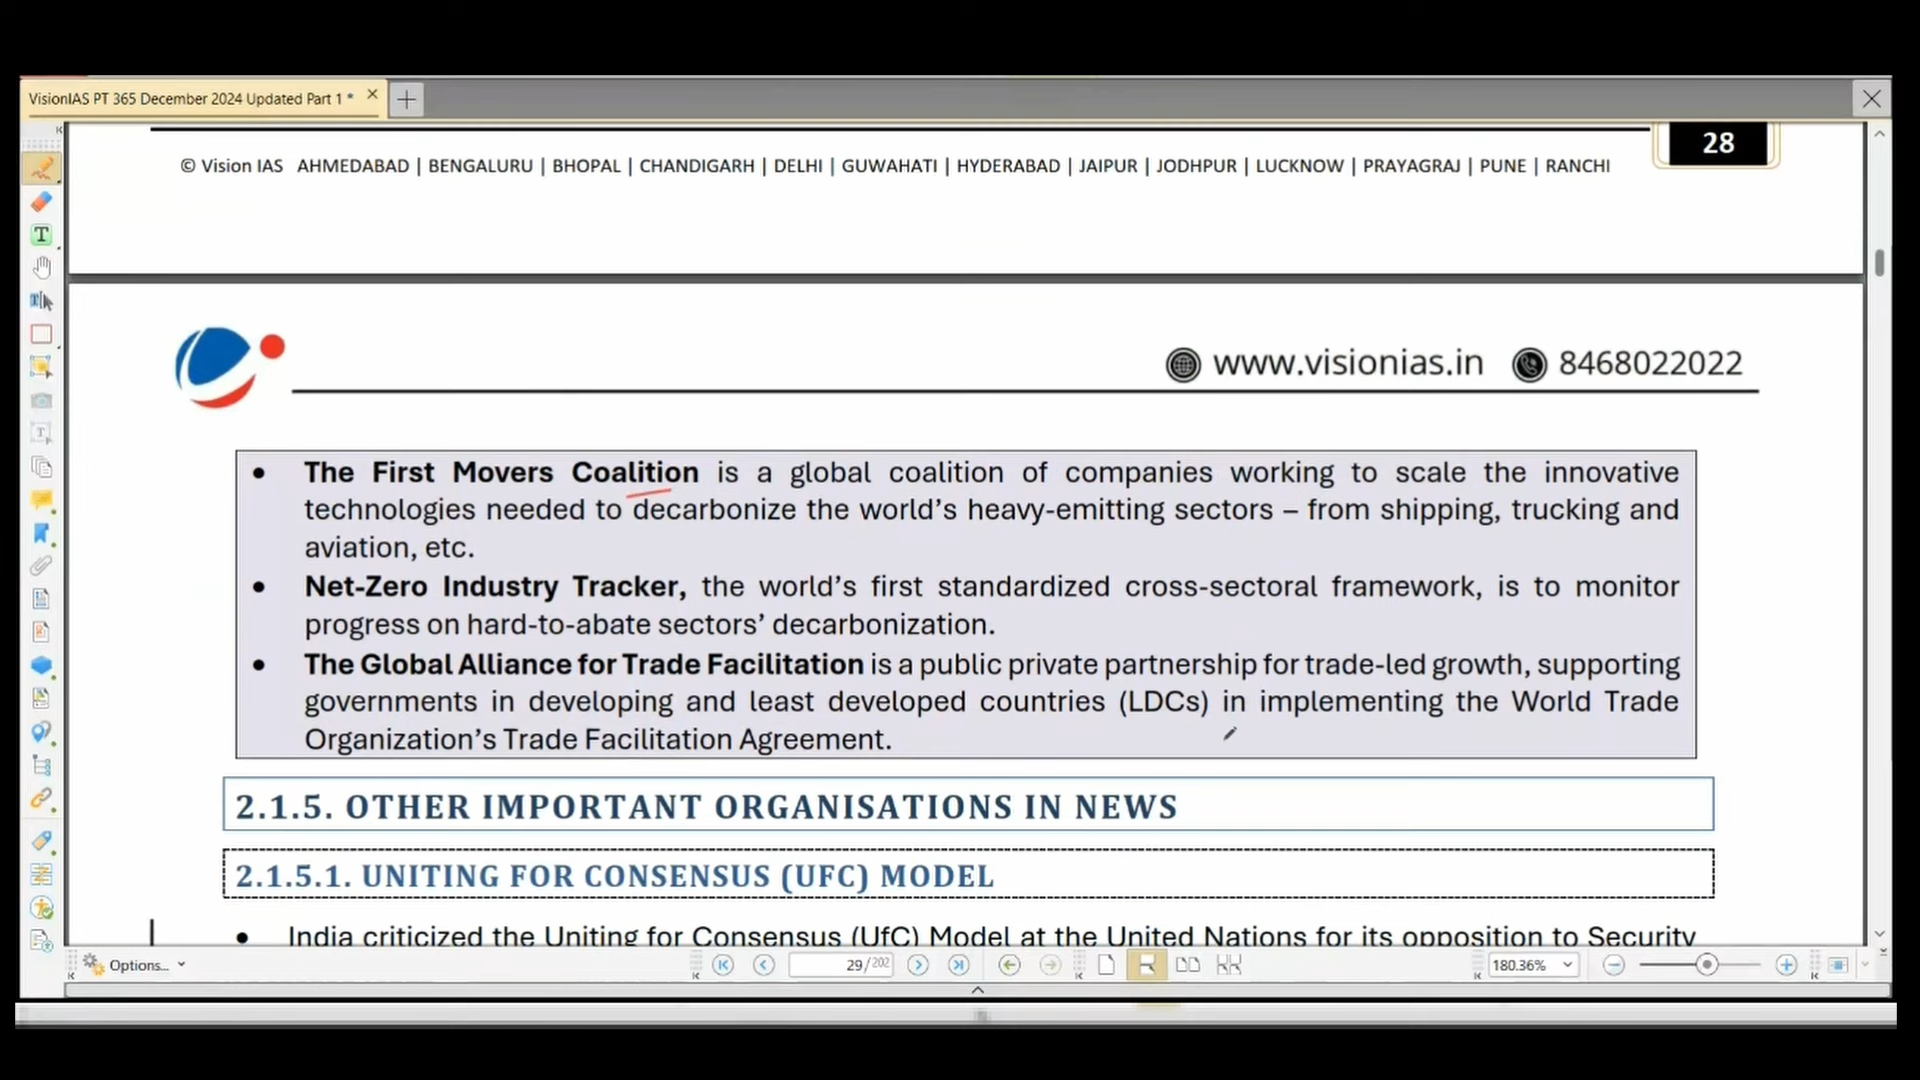 VisionIAS PT 365 December 2024 Updated Part 1 *
28
© Vision IAS AHMEDABAD | BENGALURU | BHOPAL | CHANDIGARH | DELHI | GUWAHATI | HYDERABAD | JAIPUR | JODHPUR | LUCKNOW | PRAYAGRAJ | PUNE | RANCHI
www.visionias.in 8468022022
• The First Movers Coalition is a global coalition of companies working to scale the innovative
technologies needed to decarbonize the world’s heavy-emitting sectors – from shipping, trucking and
aviation, etc.
• Net-Zero Industry Tracker, the world’s first standardized cross-sectoral framework, is to monitor
progress on hard-to-abate sectors’ decarbonization.
• The Global Alliance for Trade Facilitation is a public private partnership for trade-led growth, supporting
governments in developing and least developed countries (LDCs) in implementing the World Trade
Organization’s Trade Facilitation Agreement.
2.1.5. OTHER IMPORTANT ORGANISATIONS IN NEWS
2.1.5.1. UNITING FOR CONSENSUS (UFC) MODEL
• India criticized the Uniting for Consensus (UfC) Model at the United Nations for its opposition to Security
Options...
29 / 202
180.36%